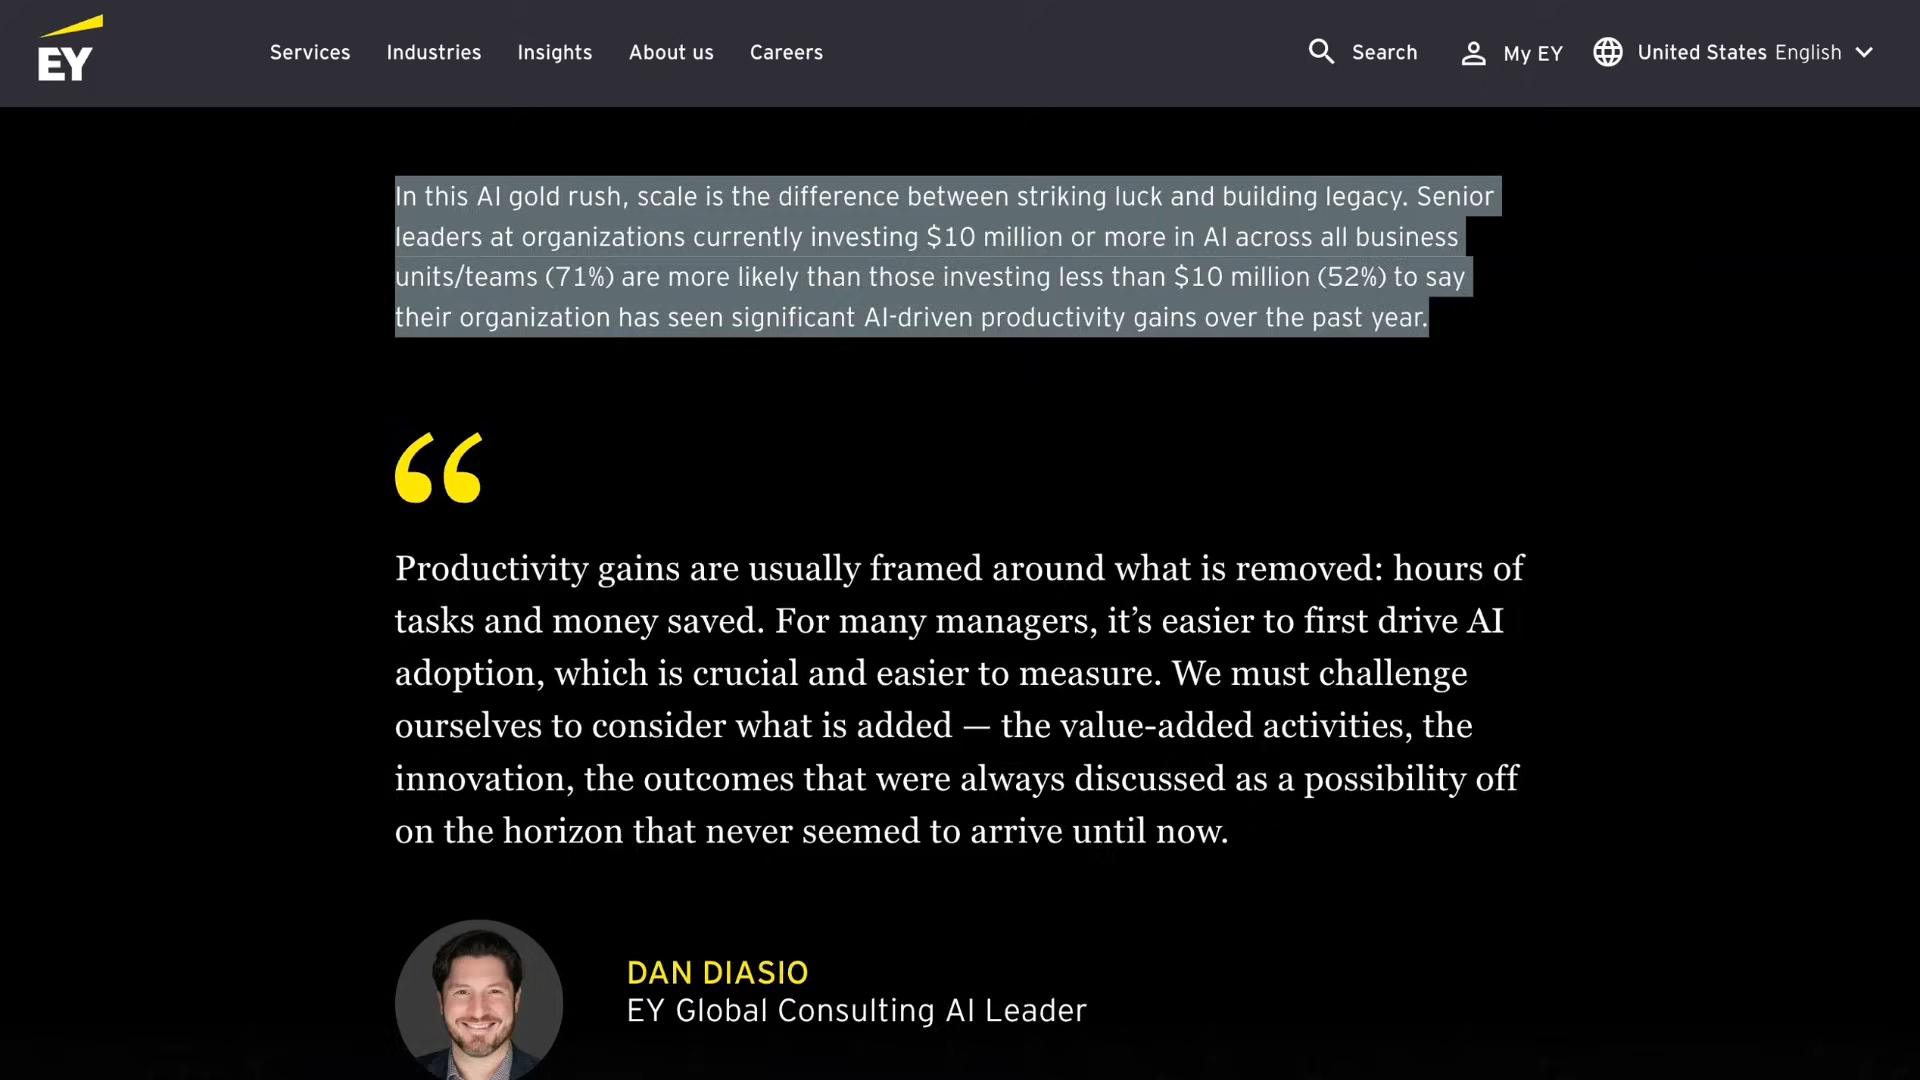 EY
Services
Industries
Insights
About us
Careers
Search
My EY
United States English
In this AI gold rush, scale is the difference between striking luck and building legacy. Senior
leaders at organizations currently investing $10 million or more in AI across all business
units/teams (71%) are more likely than those investing less than $10 million (52%) to say
their organization has seen significant AI-driven productivity gains over the past year.
“
Productivity gains are usually framed around what is removed: hours of
tasks and money saved. For many managers, it’s easier to first drive AI
adoption, which is crucial and easier to measure. We must challenge
ourselves to consider what is added — the value-added activities, the
innovation, the outcomes that were always discussed as a possibility off
on the horizon that never seemed to arrive until now.
DAN DIASIO
EY Global Consulting AI Leader